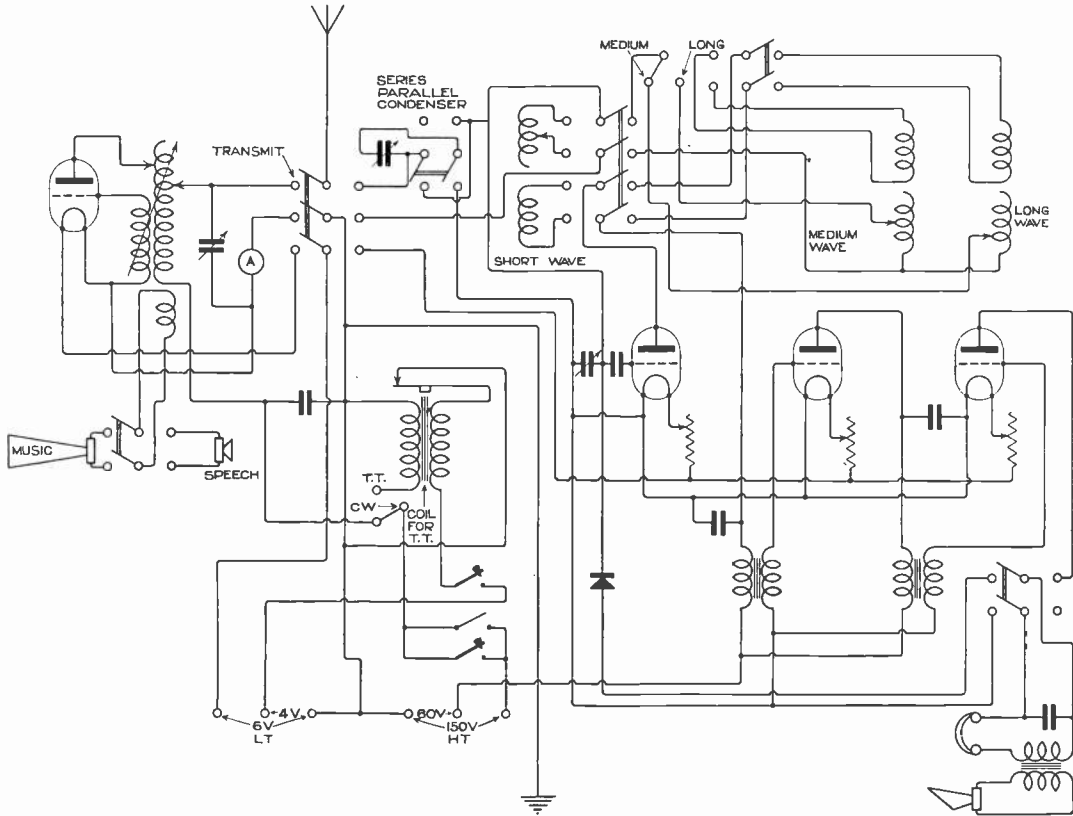 MEDIUM
LONG
SERIES
PARALLEL
CONDENSER
TRANSMIT
A
SHORT WAVE
MEDIUM
WAVE
LONG
WAVE
MUSIC
SPEECH
T.T.
CW
COIL
FOR
T.T.
4V
6V
LT
60V
150V
HT